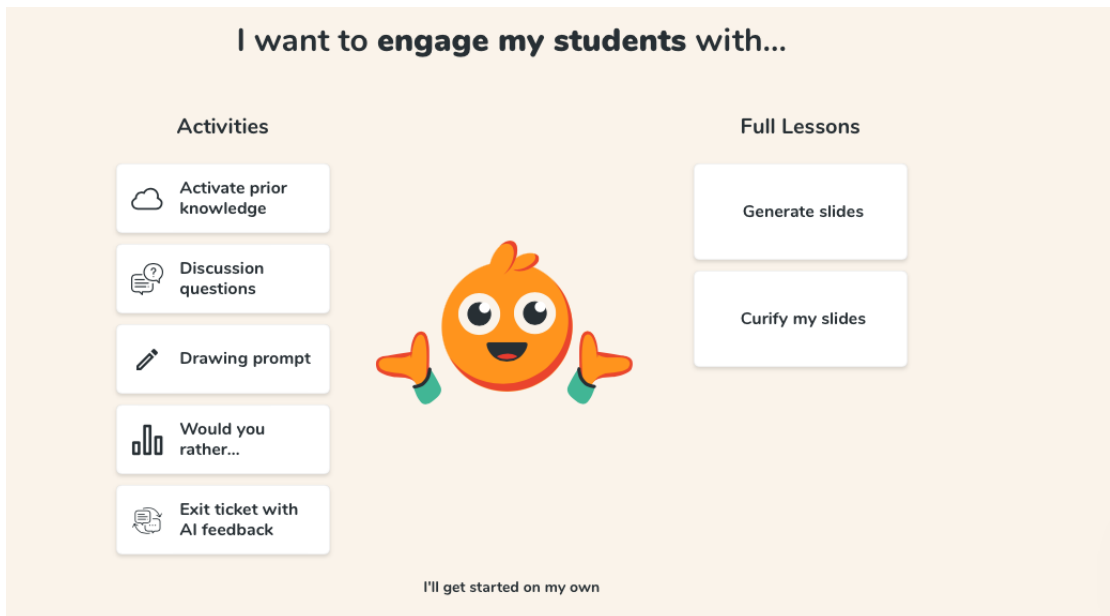 I want to engage my students with...
Activities
Activate prior
knowledge
Discussion
questions
Drawing prompt
Would you
rather...
Exit ticket with
AI feedback
Full Lessons
Generate slides
Curify my slides
I'll get started on my own